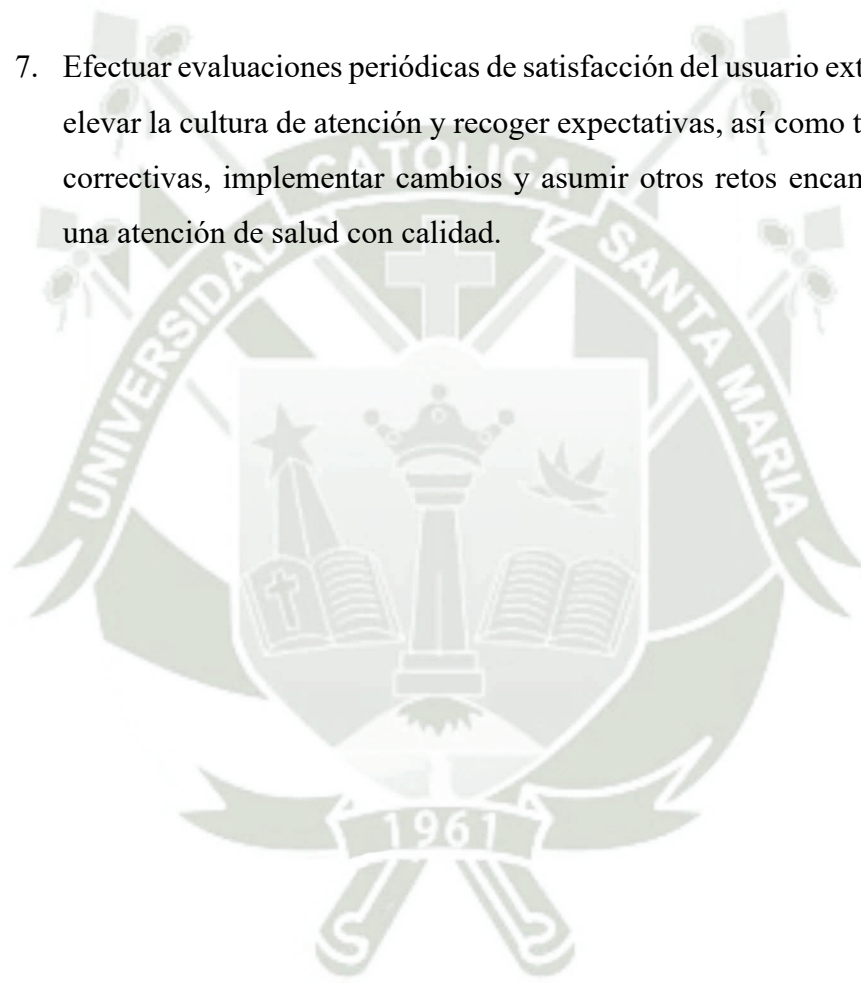 7. Efectuar evaluaciones periódicas de satisfacción del usuario ext
elevar la cultura de atención y recoger expectativas, así como t
correctivas, implementar cambios y asumir otros retos encan
una atención de salud con calidad.
UNIVERSIDAD CATOLICA SANTA MARIA
1961